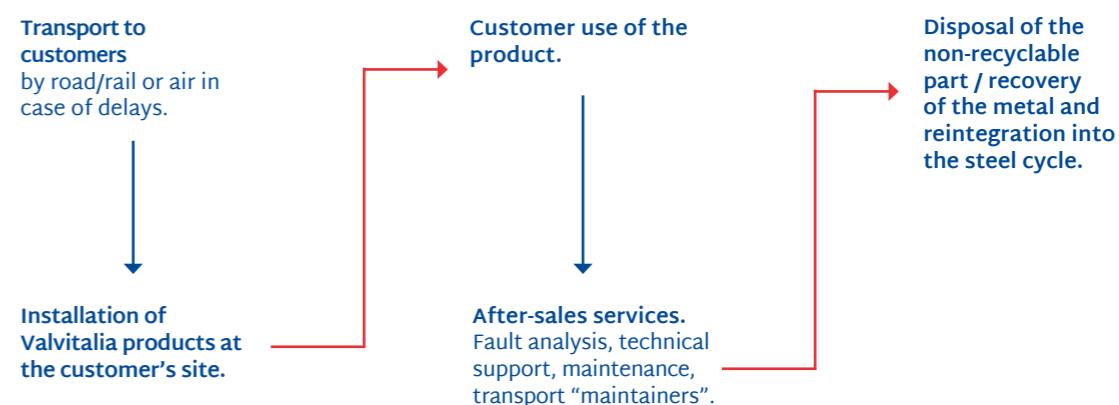 Transport to
customers
by road/rail or air in
case of delays.
Installation of
Valvitalia products at
the customer’s site.
Customer use of the
product.
After-sales services.
Fault analysis, technical
support, maintenance,
transport “maintainers”.
Disposal of the
non-recyclable
part / recovery
of the metal and
reintegration into
the steel cycle.